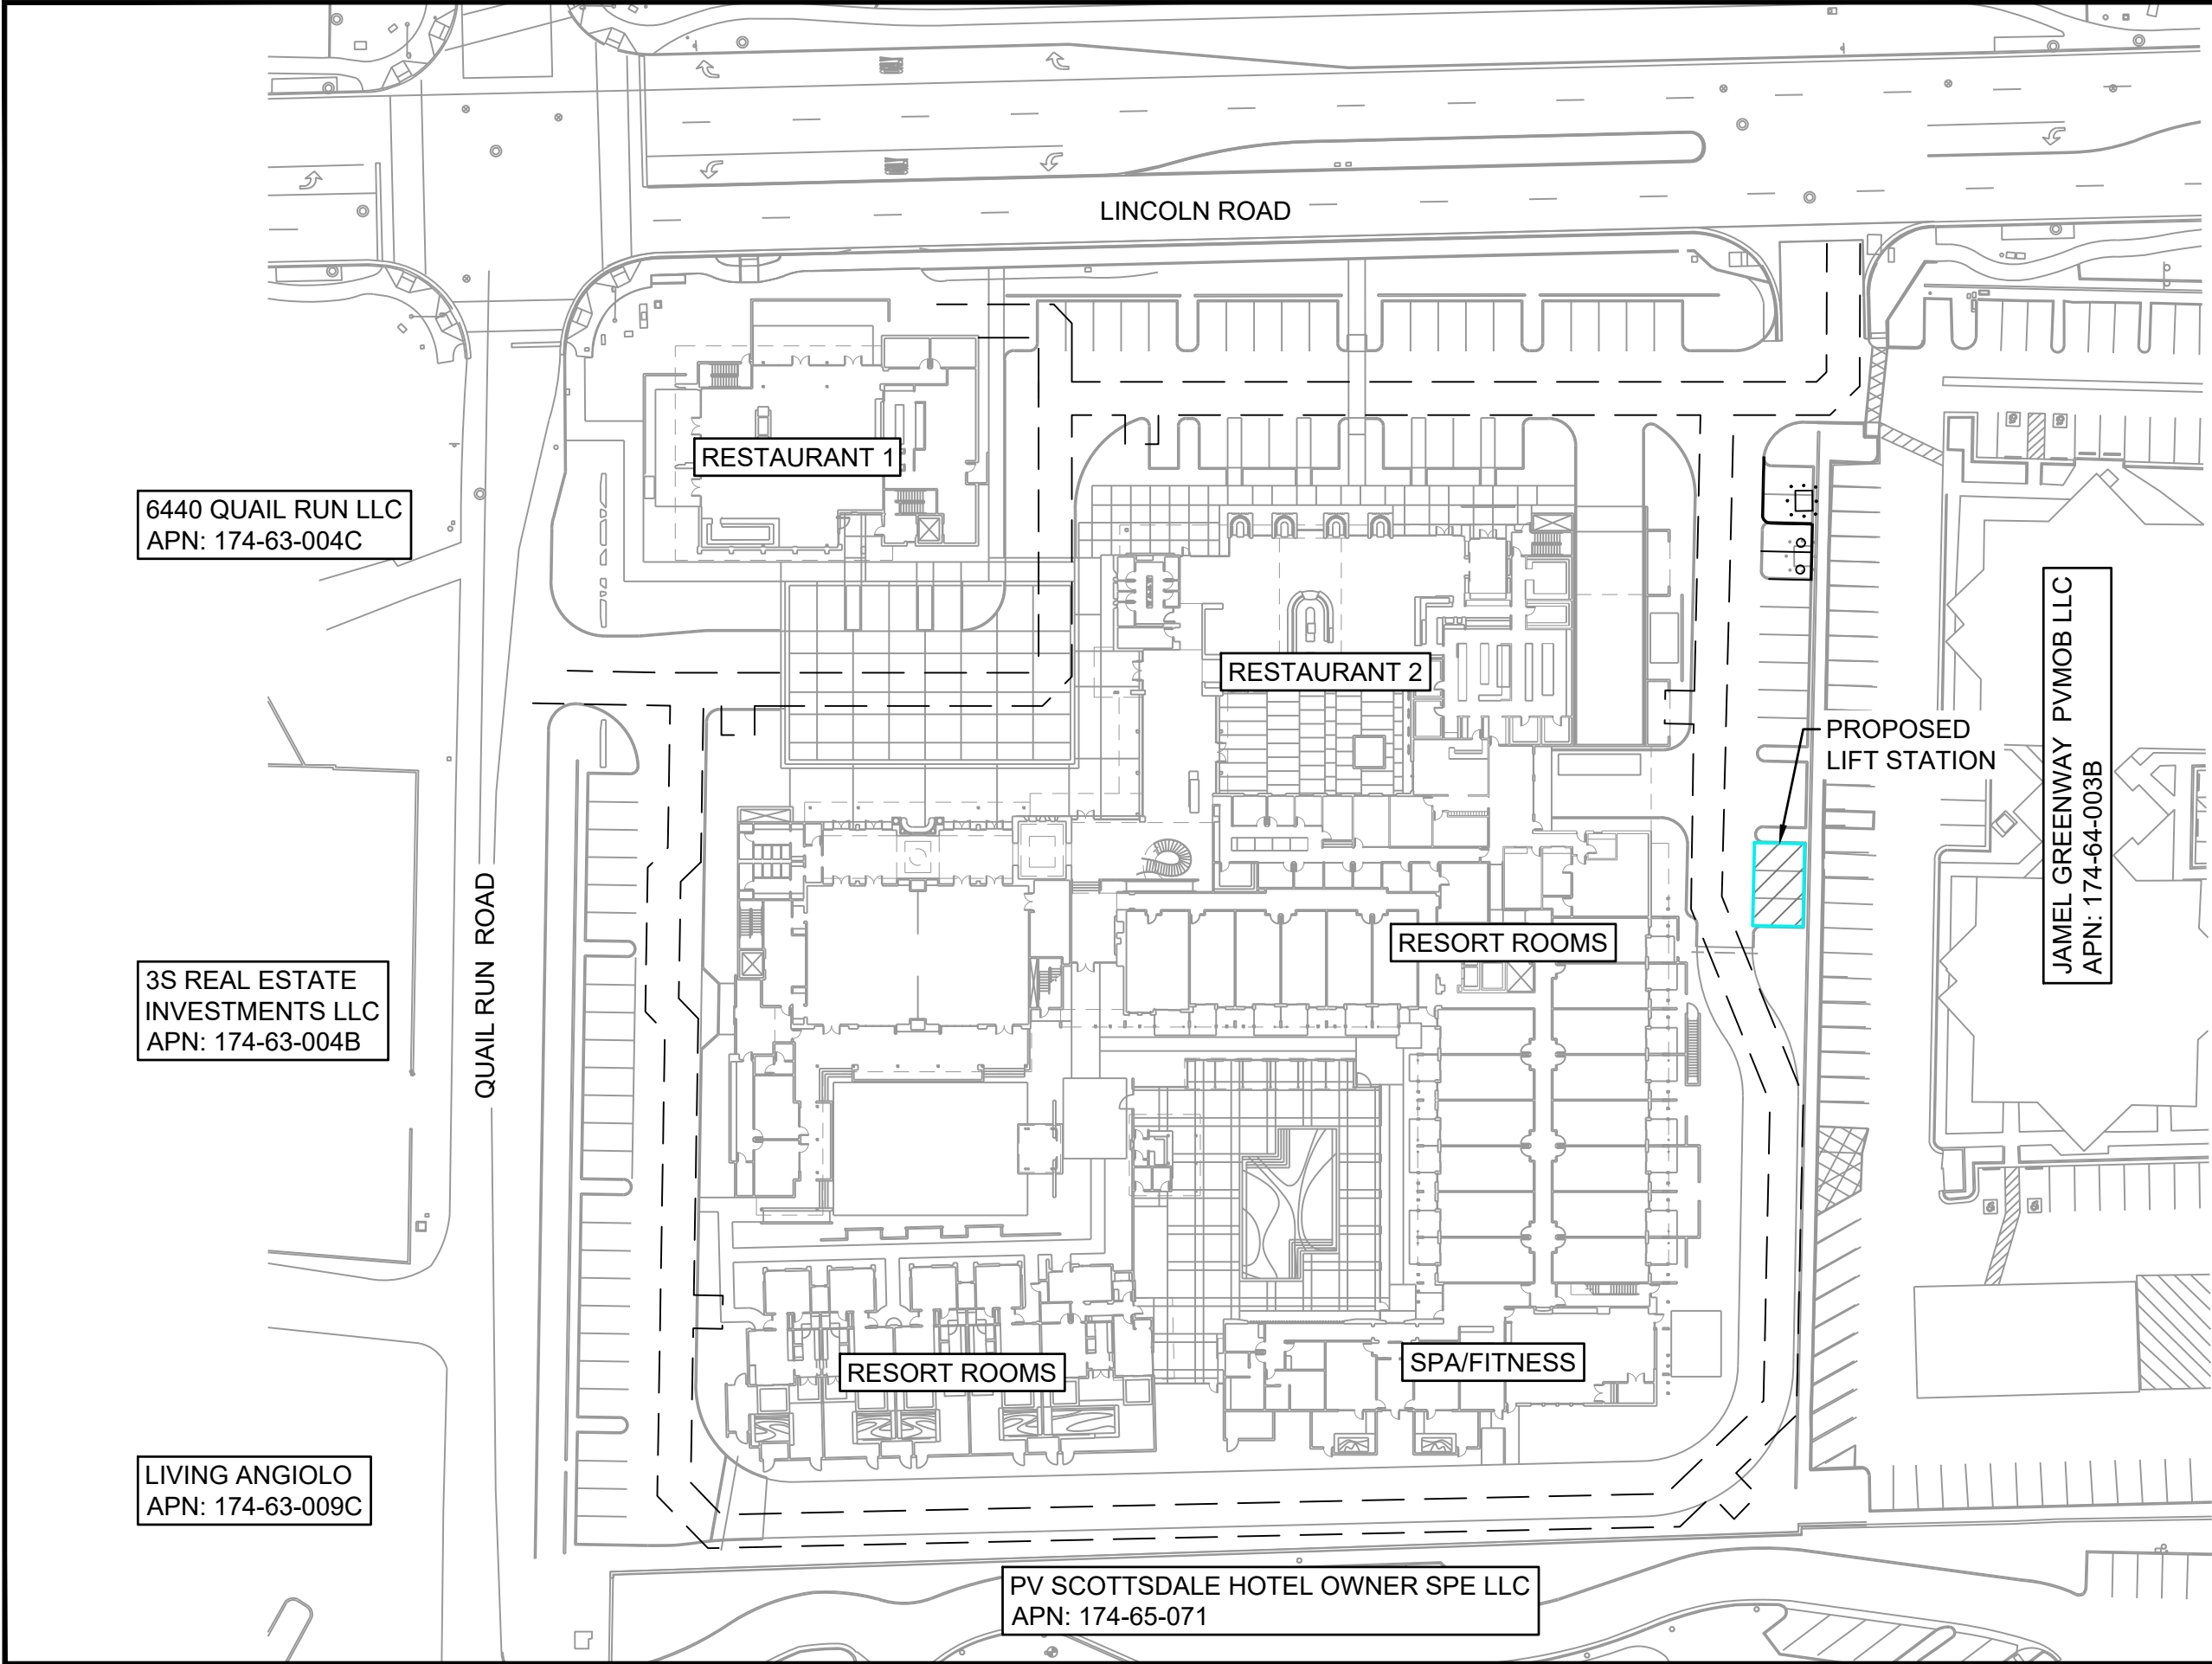 LINCOLN ROAD
RESTAURANT 1
6440 QUAIL RUN LLC
APN: 174-63-004C
RESTAURANT 2
PROPOSED
LIFT STATION
JAMEL GREENWAY PVMOB LLC
APN: 174-64-003B
QUAIL RUN ROAD
RESORT ROOMS
3S REAL ESTATE
INVESTMENTS LLC
APN: 174-63-004B
RESORT ROOMS
SPA/FITNESS
LIVING ANGIOLO
APN: 174-63-009C
PV SCOTTSDALE HOTEL OWNER SPE LLC
APN: 174-65-071